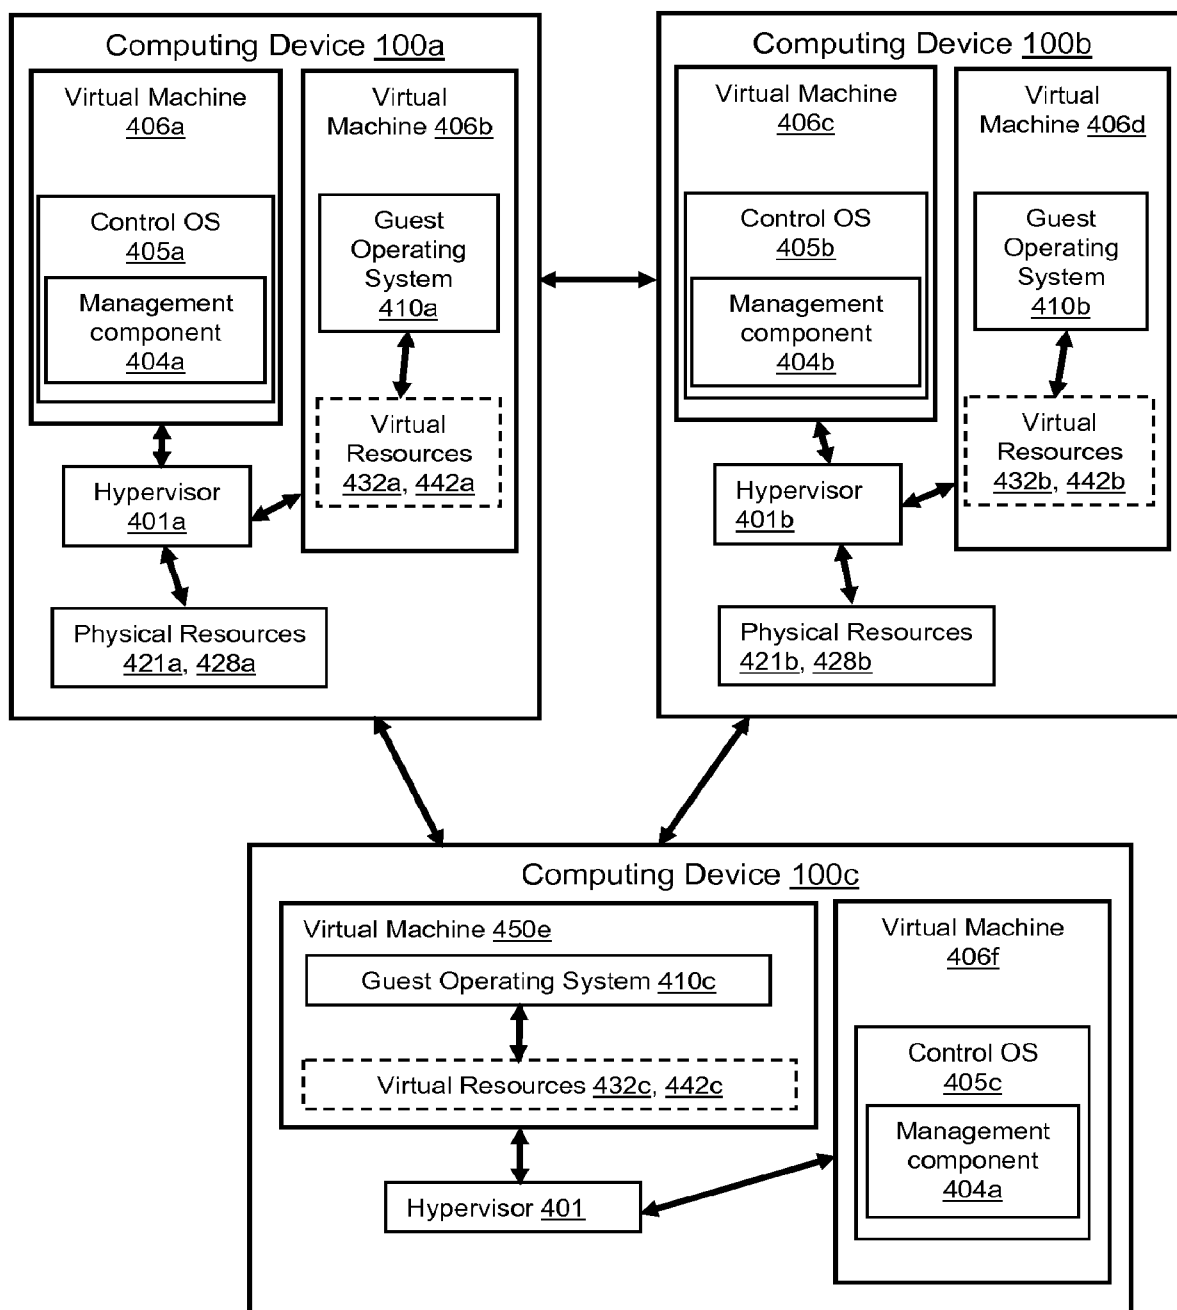 Computing Device 100a
Virtual Machine
406a
Control OS
405a
Management
component
404a
Virtual
Machine 406b
Guest
Operating
System
410a
Virtual
Resources
432a, 442a
Hypervisor
401a
Physical Resources
421a, 428a
Computing Device 100b
Virtual Machine
406c
Control OS
405b
Management
component
404b
Virtual
Machine 406d
Guest
Operating
System
410b
Virtual
Resources
432b, 442b
Hypervisor
401b
Physical Resources
421b, 428b
Computing Device 100c
Virtual Machine 450e
Guest Operating System 410c
Virtual Resources 432c, 442c
Hypervisor 401
Virtual Machine
406f
Control OS
405c
Management
component
404a